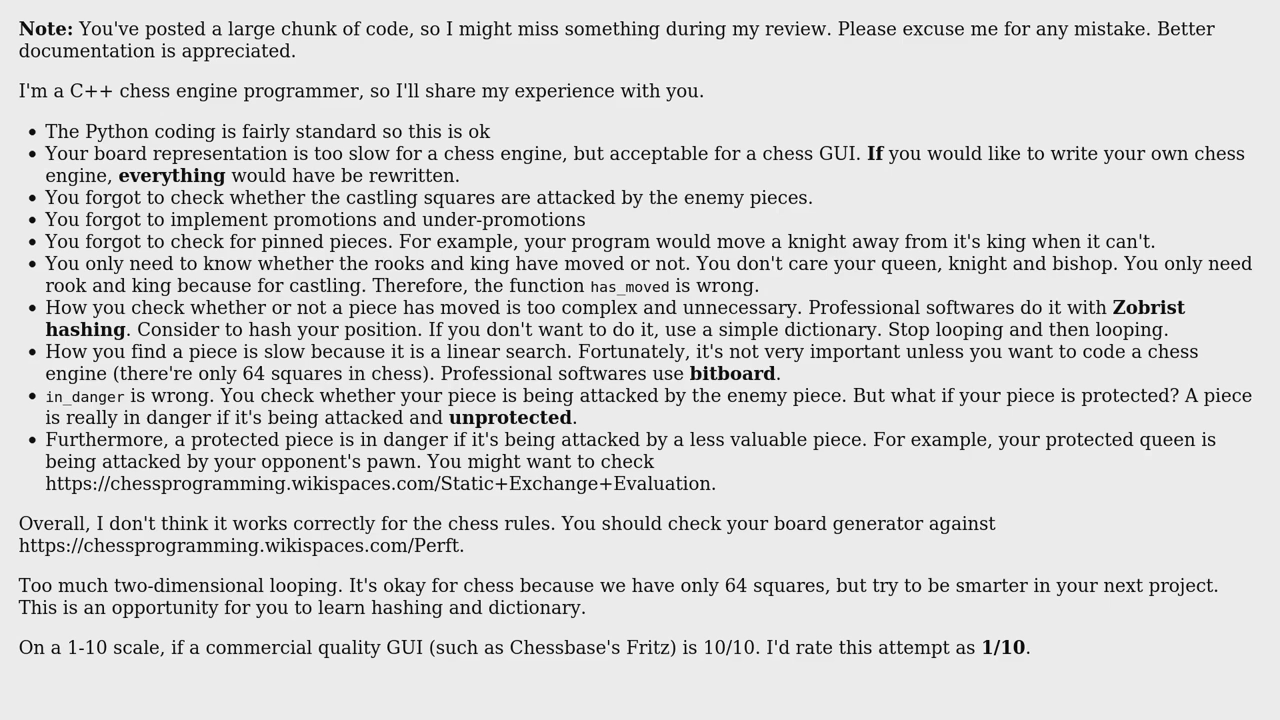 Note: You've posted a large chunk of code, so I might miss something during my review. Please excuse me for any mistake. Better
documentation is appreciated.
I'm a C++ chess engine programmer, so I'll share my experience with you.
• The Python coding is fairly standard so this is ok
• Your board representation is too slow for a chess engine, but acceptable for a chess GUI. If you would like to write your own chess
engine, everything would have be rewritten.
• You forgot to check whether the castling squares are attacked by the enemy pieces.
• You forgot to implement promotions and under-promotions
• You forgot to check for pinned pieces. For example, your program would move a knight away from it's king when it can't.
• You only need to know whether the rooks and king have moved or not. You don't care your queen, knight and bishop. You only need
rook and king because for castling. Therefore, the function has_moved is wrong.
• How you check whether or not a piece has moved is too complex and unnecessary. Professional softwares do it with Zobrist
hashing. Consider to hash your position. If you don't want to do it, use a simple dictionary. Stop looping and then looping.
• How you find a piece is slow because it is a linear search. Fortunately, it's not very important unless you want to code a chess
engine (there're only 64 squares in chess). Professional softwares use bitboard.
• in_danger is wrong. You check whether your piece is being attacked by the enemy piece. But what if your piece is protected? A piece
is really in danger if it's being attacked and unprotected.
• Furthermore, a protected piece is in danger if it's being attacked by a less valuable piece. For example, your protected queen is
being attacked by your opponent's pawn. You might want to check
https://chessprogramming.wikispaces.com/Static+Exchange+Evaluation.
Overall, I don't think it works correctly for the chess rules. You should check your board generator against
https://chessprogramming.wikispaces.com/Perft.
Too much two-dimensional looping. It's okay for chess because we have only 64 squares, but try to be smarter in your next project.
This is an opportunity for you to learn hashing and dictionary.
On a 1-10 scale, if a commercial quality GUI (such as Chessbase's Fritz) is 10/10. I'd rate this attempt as 1/10.